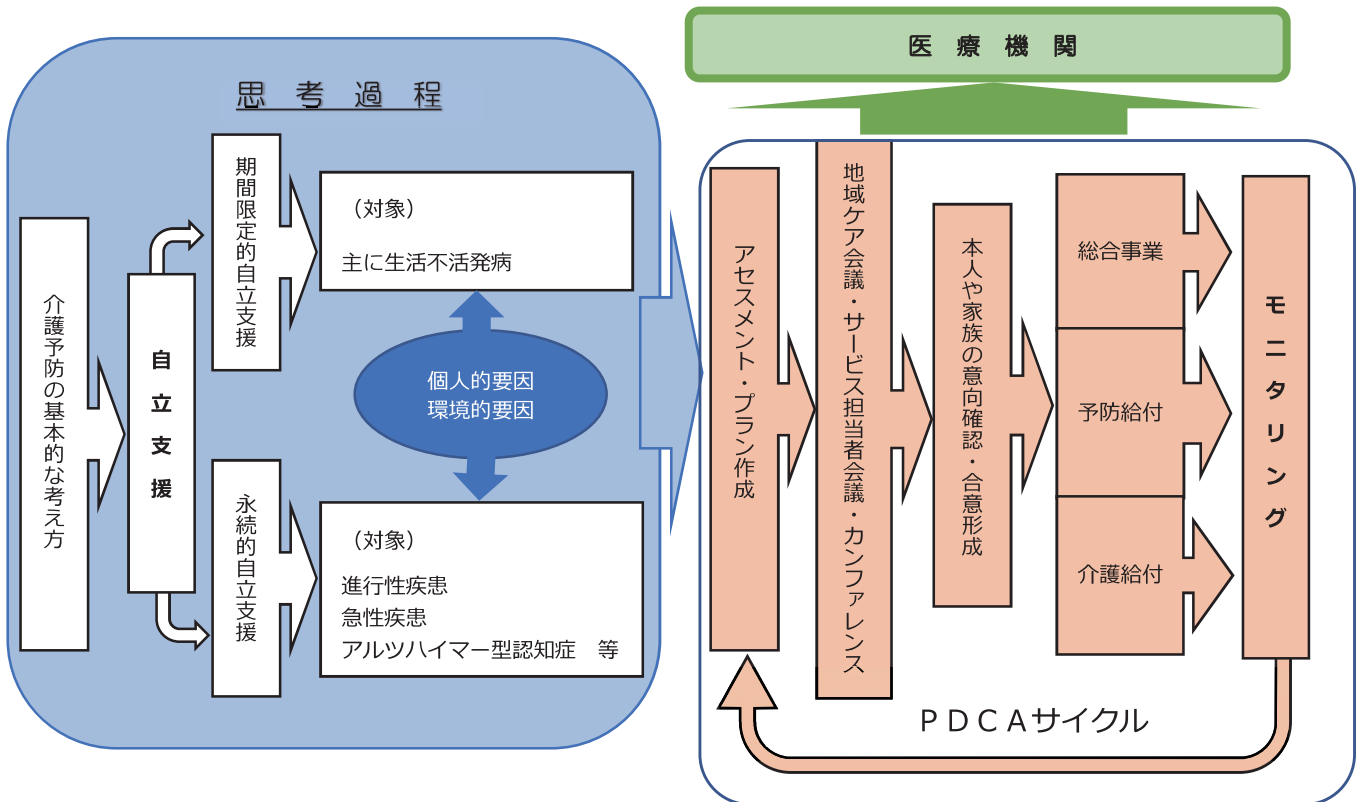 医療機関
思考過程
介護予防の基本的な考え方
自立支援
期間限定的自立支援
（対象）
主に生活不活発病
個人的要因
環境的要因
永続的自立支援
（対象）
進行性疾患
急性疾患
アルツハイマー型認知症　等
アセスメント・プラン作成
地域ケア会議・サービス担当者会議・カンファレンス
本人や家族の意向確認・合意形成
総合事業
予防給付
介護給付
モニタリング
ＰＤＣＡサイクル